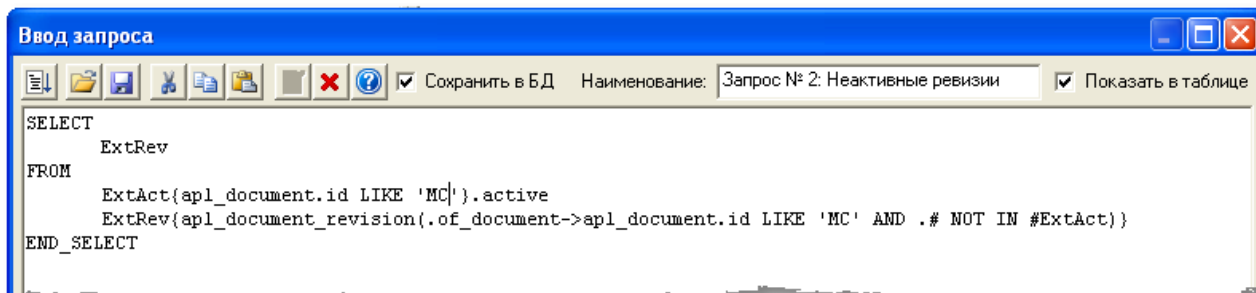 Ввод запроса
Сохранить в БД Наименование: Запрос № 2: Неактивные ревизии Показать в таблице
SELECT
ExtRev
FROM
ExtAct{apl_document.id LIKE 'MC'}.active
ExtRev{apl_document_revision(.of_document->apl_document.id LIKE 'MC' AND .# NOT IN #ExtAct)}
END_SELECT